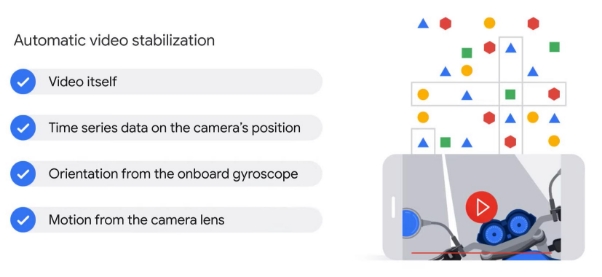 Automatic video stabilization
Video itself
Time series data on the camera's position
Orientation from the onboard gyroscope
Motion from the camera lens